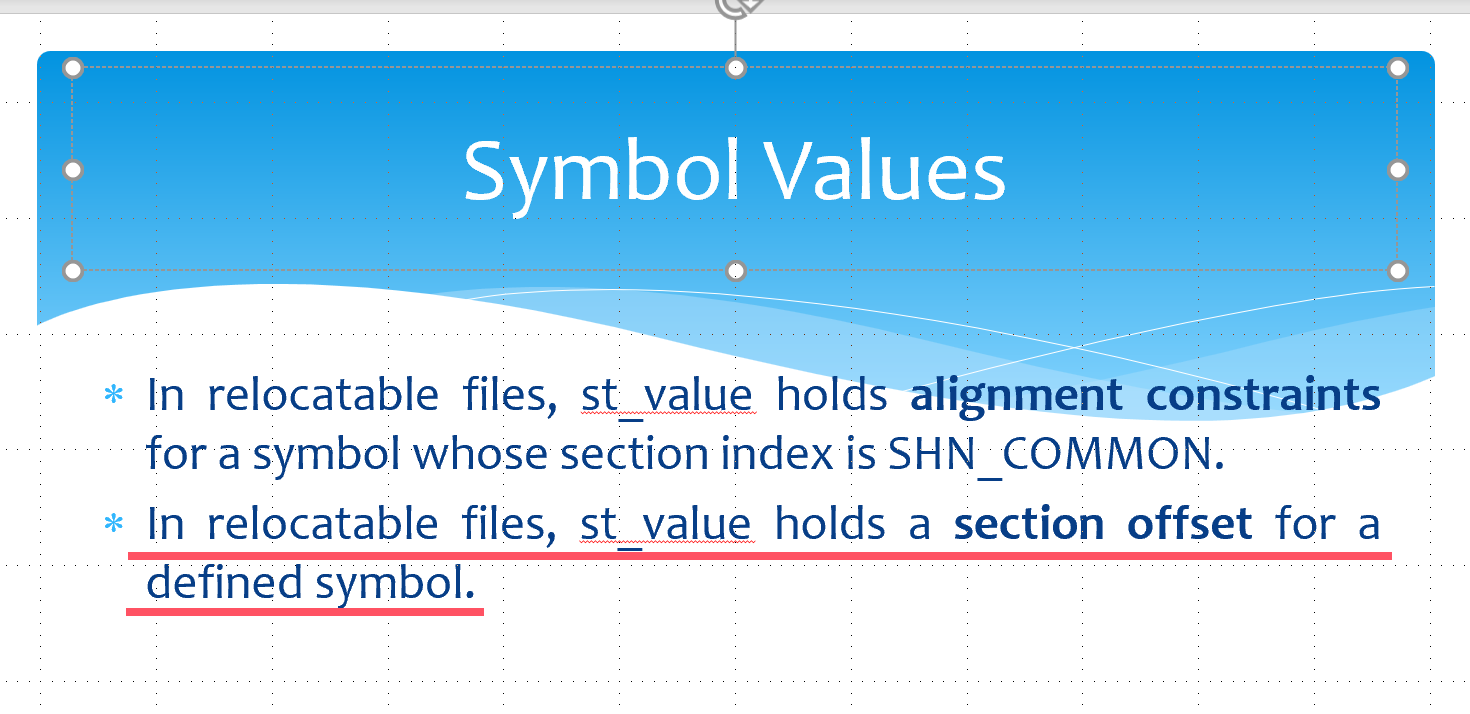 Symbol Values
* In relocatable files, st_value holds alignment constraints
for a symbol whose section index is SHN_COMMON.
* In relocatable files, st_value holds a section offset for a
defined symbol.